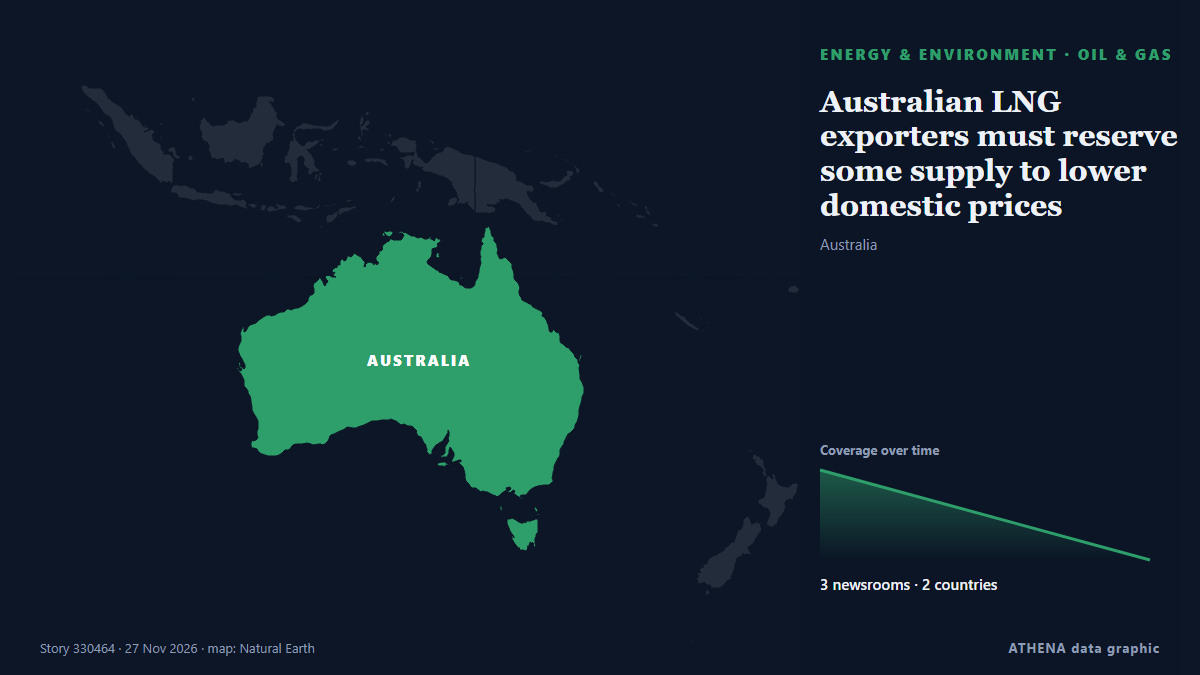 ENERGY & ENVIRONMENT · OIL & GAS
Australian LNG
exporters must reserve
some supply to lower
domestic prices
Australia
AUSTRALIA
Coverage over time
3 newsrooms · 2 countries
Story 330464 · 27 Nov 2026 · map: Natural Earth
ATHENA data graphic